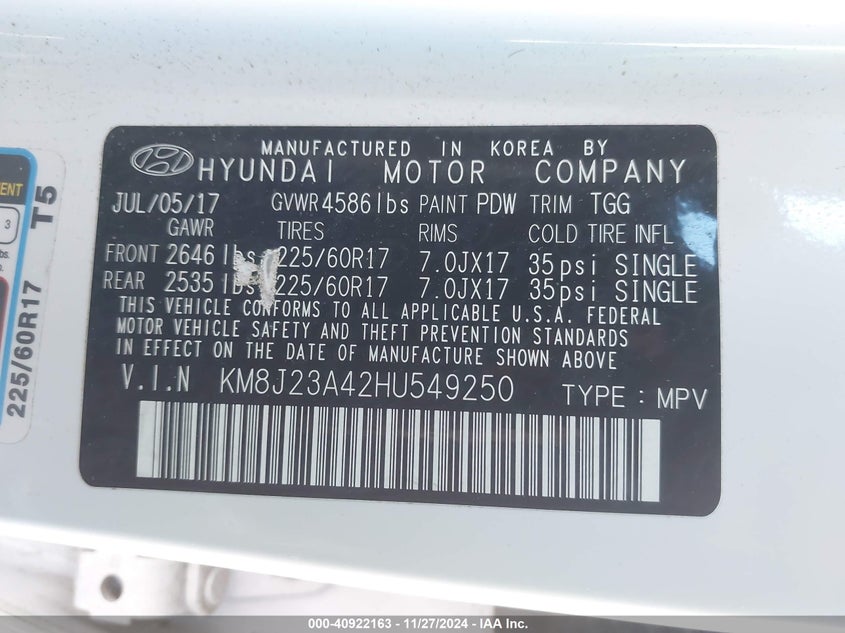 MANUFACTURED IN KOREA BY
HYUNDAI MOTOR COMPANY
JUL/05/17 GVWR 4586 lbs PAINT PDW TRIM TGG
GAWR TIRES RIMS COLD TIRE INFL
FRONT 2646 lbs 225/60R17 7.0JX17 35psi SINGLE
REAR 2535 lbs 225/60R17 7.0JX17 35psi SINGLE
THIS VEHICLE CONFORMS TO ALL APPLICABLE U.S.A. FEDERAL
MOTOR VEHICLE SAFETY AND THEFT PREVENTION STANDARDS
IN EFFECT ON THE DATE OF MANUFACTURE SHOWN ABOVE
V.I.N KM8J23A42HU549250 TYPE : MPV
225/60R17 T5
3
000-40922163 - 11/27/2024 - IAA Inc.